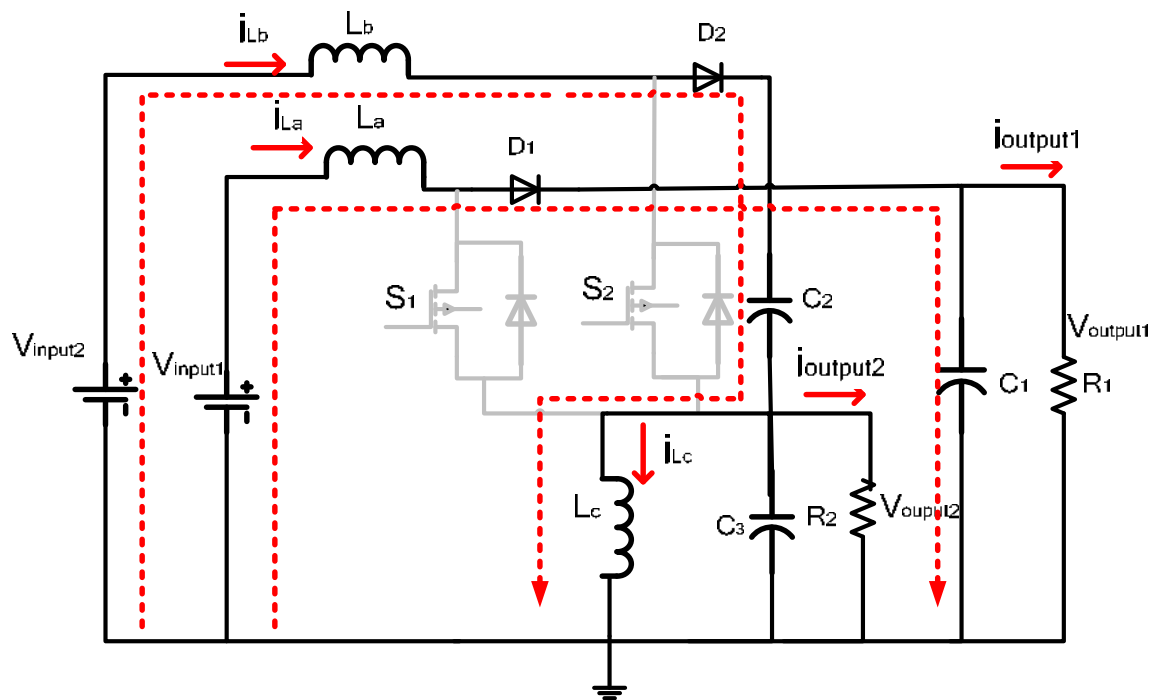 iLb
Lb
D2
iLa
La
D1
ioutput1
S1
S2
C2
Vinput2
+
Vinput1
+
ioutput2
Voutput1
C1
R1
iLc
Lc
C3
R2
Vouput2